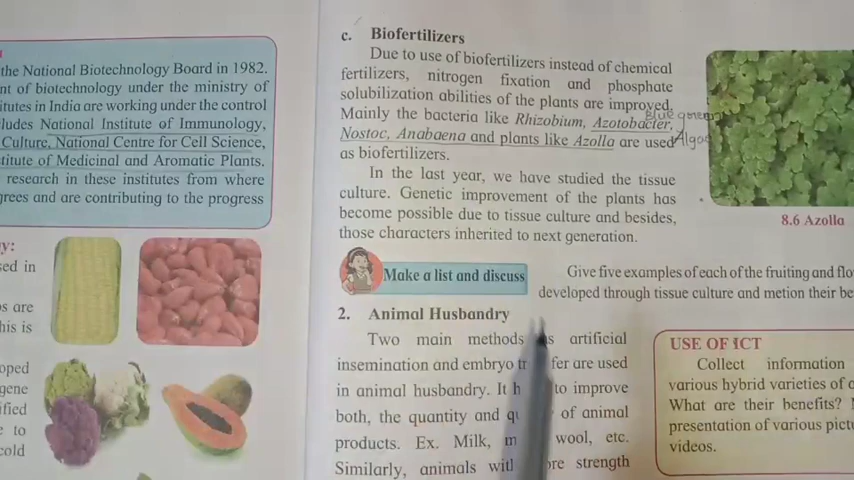 the National Biotechnology Board in 1982.
nt of biotechnology under the ministry of
itutes in India are working under the control
ludes National Institute of Immunology,
Culture, National Centre for Cell Science,
titute of Medicinal and Aromatic Plants.
research in these institutes from where
grees and are contributing to the progress
y:
sed in
os are
his is
oped
gene
ified
e to
cold
c. Biofertilizers
Due to use of biofertilizers instead of chemical
fertilizers, nitrogen fixation and phosphate
solubilization abilities of the plants are improved.
Mainly the bacteria like Rhizobium, Azotobacter,
Nostoc, Anabaena and plants like Azolla are used
as biofertilizers.
Blue green
Algae
In the last year, we have studied the tissue
culture. Genetic improvement of the plants has
become possible due to tissue culture and besides,
those characters inherited to next generation.
8.6 Azolla
Make a list and discuss
Give five examples of each of the fruiting and flo
developed through tissue culture and metion their be
2. Animal Husbandry
Two main methods as artificial
insemination and embryo tr fer are used
in animal husbandry. It h to improve
both, the quantity and qu of animal
products. Ex. Milk, m wool, etc.
Similarly, animals with ore strength
USE OF ICT
Collect information
various hybrid varieties of c
What are their benefits?
presentation of various pictu
videos.